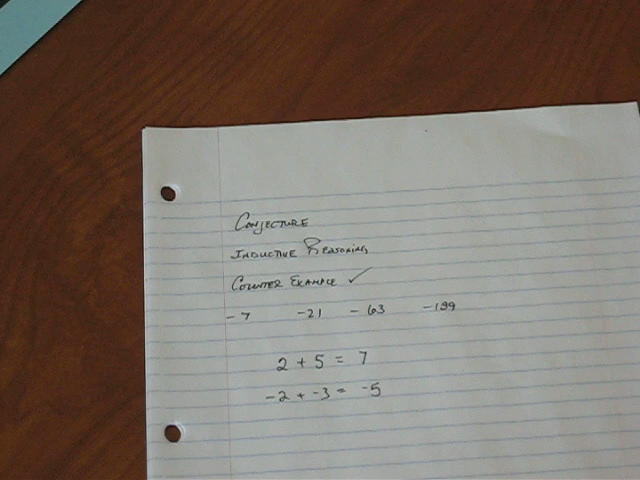 Conjecture
Inductive Reasoning
Counter Example ✓
-7 -21 -63 -189
2 + 5 = 7
-2 + -3 = -5